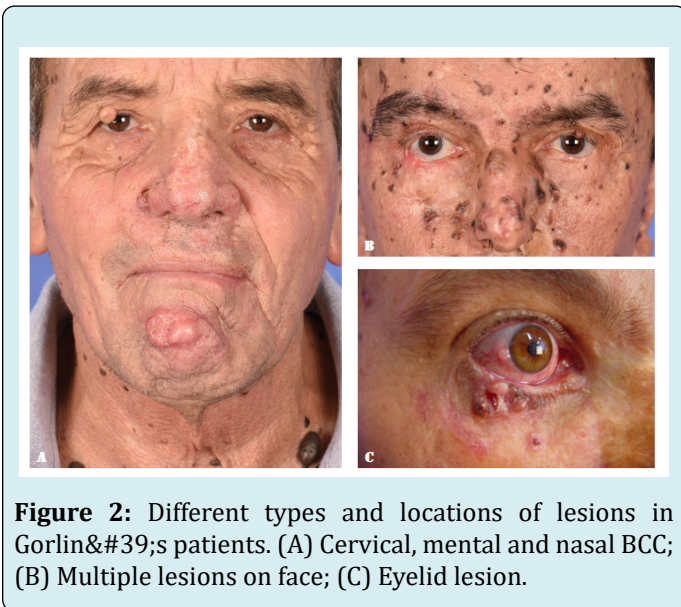 A
B
C
Figure 2: Different types and locations of lesions in
Gorlin&#39;s patients. (A) Cervical, mental and nasal BCC;
(B) Multiple lesions on face; (C) Eyelid lesion.